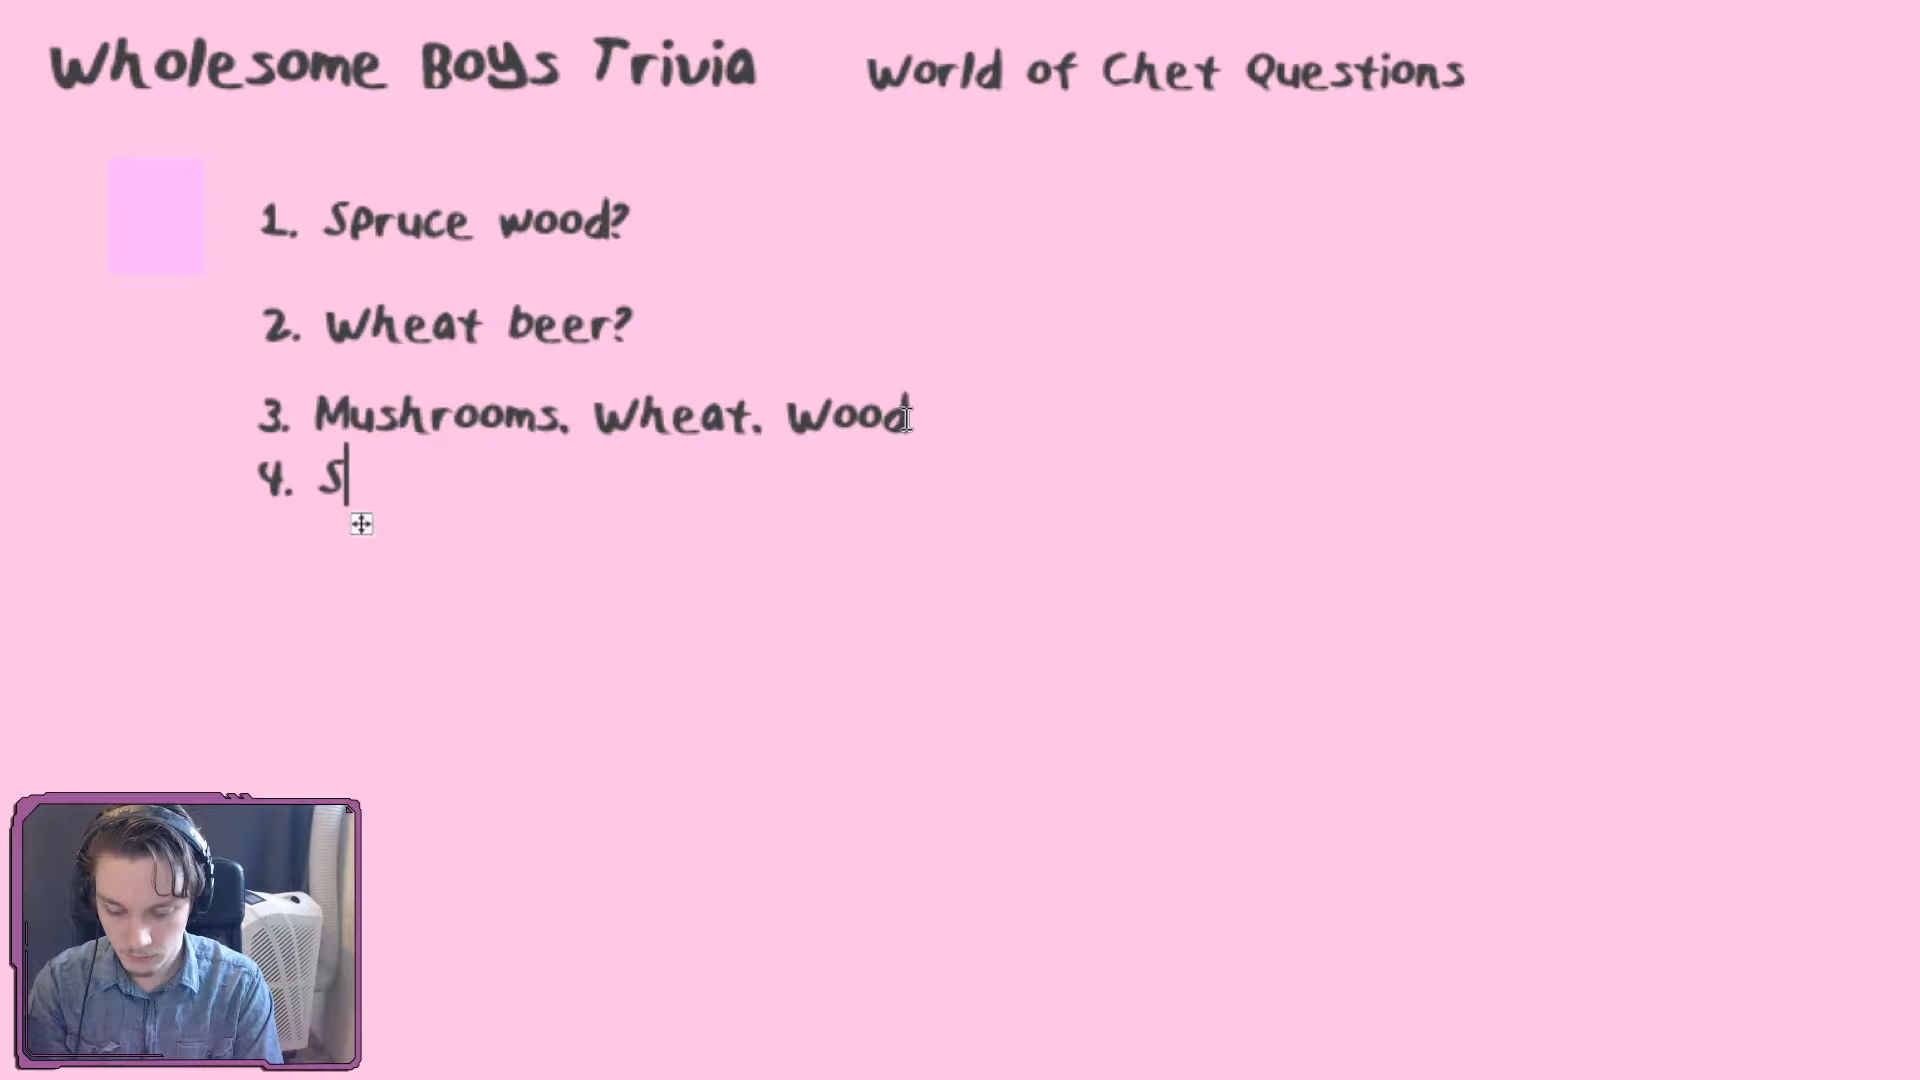 Wholesome Boys Trivia World of Chet Questions
1. Spruce wood?
2. Wheat beer?
3. Mushrooms. Wheat. Wood
4. S